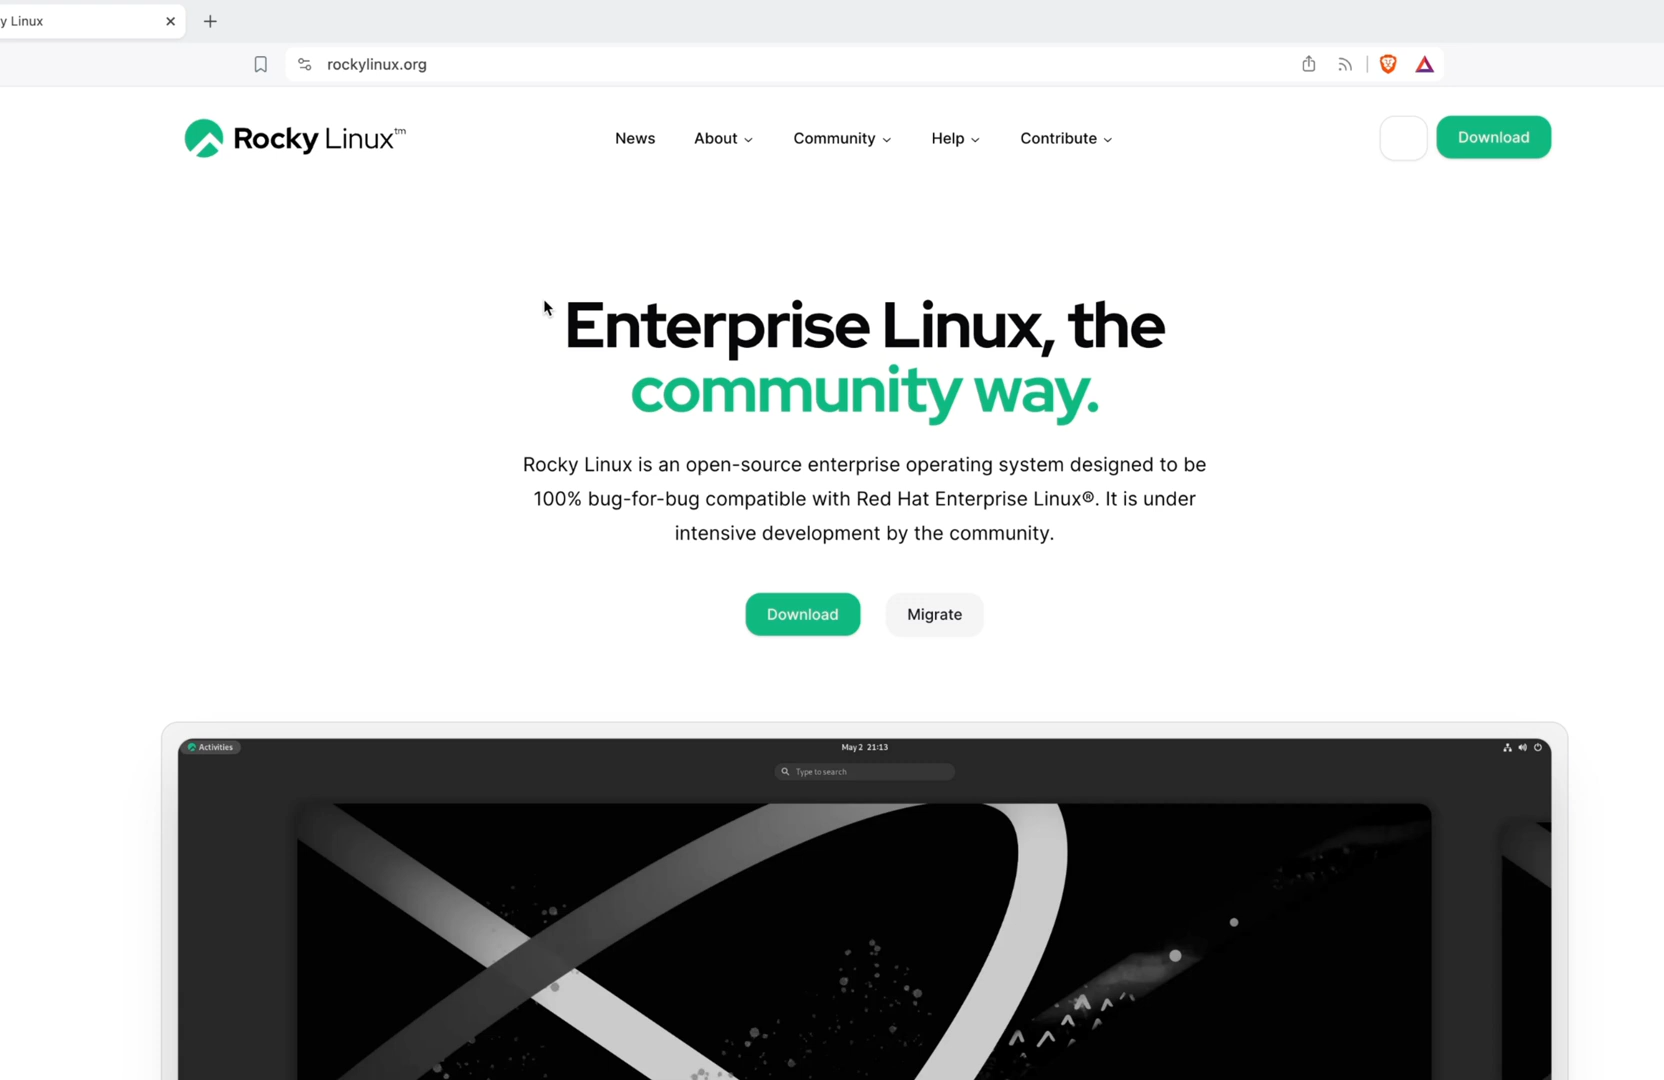 y Linux
rockylinux.org
Rocky Linux™
News About Community Help Contribute
Download
Enterprise Linux, the
community way.
Rocky Linux is an open-source enterprise operating system designed to be
100% bug-for-bug compatible with Red Hat Enterprise Linux®. It is under
intensive development by the community.
Download Migrate
Activities May 2 21:13
Type to search